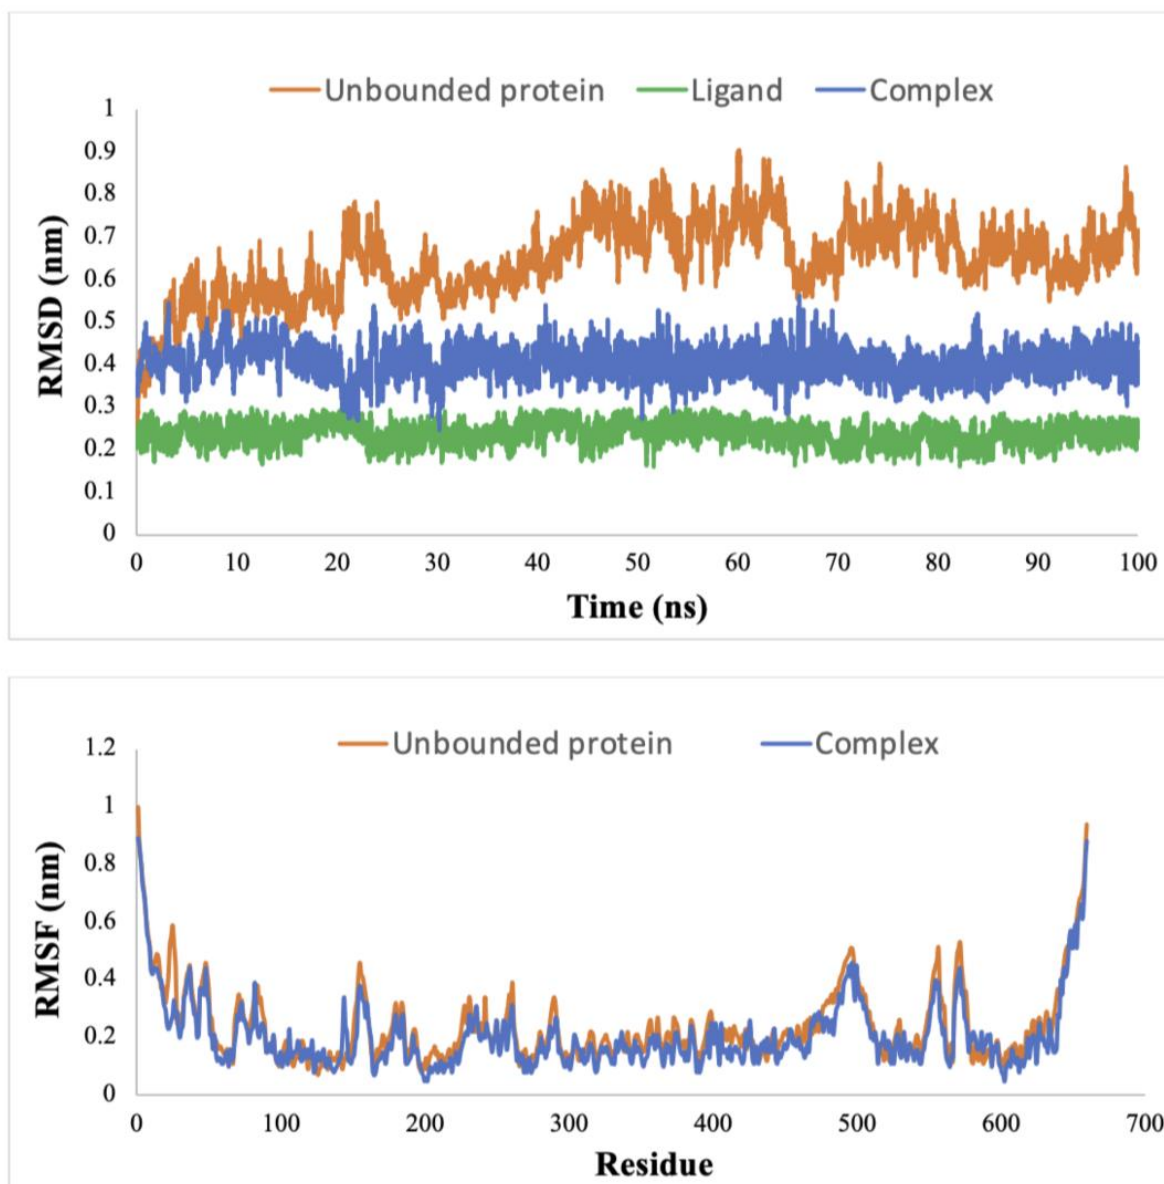 Unbounded protein Ligand Complex
1
0.9
0.8
0.7
0.6
0.5
0.4
0.3
0.2
0.1
0
RMSD (nm)
0 10 20 30 40 50 60 70 80 90 100
Time (ns)
Unbounded protein Complex
1.2
1
0.8
0.6
0.4
0.2
0
RMSF (nm)
0 100 200 300 400 500 600 700
Residue